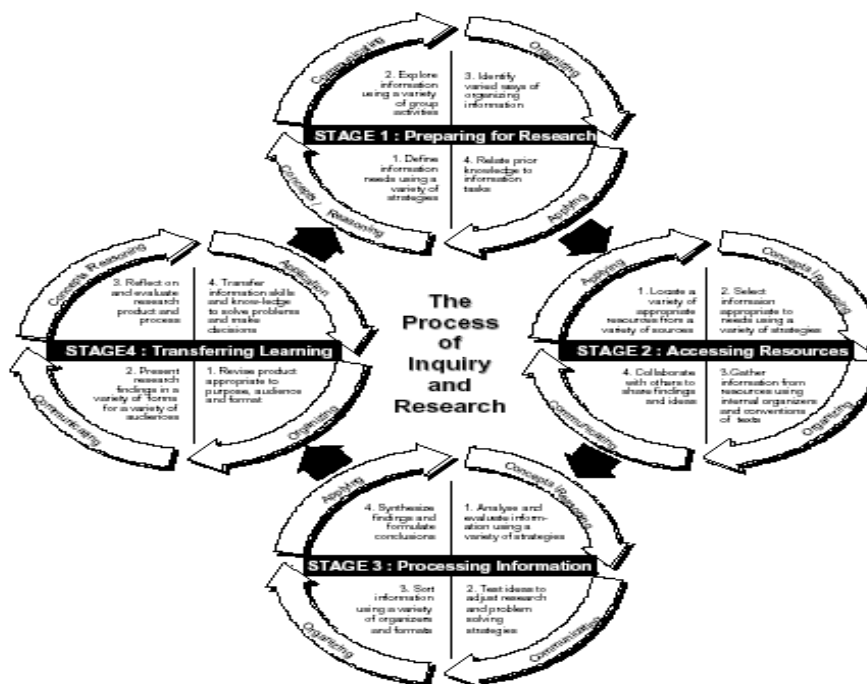 Communicating
Organizing
2. Explore
information
using a variety
of group
activities
3. Identify
varied ways of
organizing
information
STAGE 1 : Preparing for Research
1. Define
information
needs using a
variety of
strategies
4. Relate prior
knowledge to
information
tasks
Concepts / Reasoning
Applying
Concepts /Reasoning
Application
3. Reflect on
and evaluate
research
product and
process
4. Transfer
information skills
and know-ledge
to solve problems
and make
decisions
STAGE4 : Transferring Learning
2. Present
research
findings in a
variety of forms
for a variety of
audiences
1. Revise product
appropriate to
purpose, audience
and format
Communicating
Organizing
The
Process
of
Inquiry
and
Research
Applying
Concepts /Reasoning
1. Locate a
variety of
appropriate
resources from a
variety of sources
2. Select
information
appropriate to
needs using a
variety of strategies
STAGE 2 : Accessing Resources
4. Collaborate
with others to
share findings
and ideas
3.Gather
information from
resources using
internal organizers
and conventions
of texts
Communicating
Organizing
Applying
Concepts /Reasoning
4. Synthesize
findings and
formulate
conclusions
1. Analyse and
evaluate inform-
ation using a
variety of strategies
STAGE 3 : Processing Information
3. Sort
information
using a variety
of organizers
and formats
2. Test ideas to
adjust research
and problem
solving
strategies
Organizing
Communicating